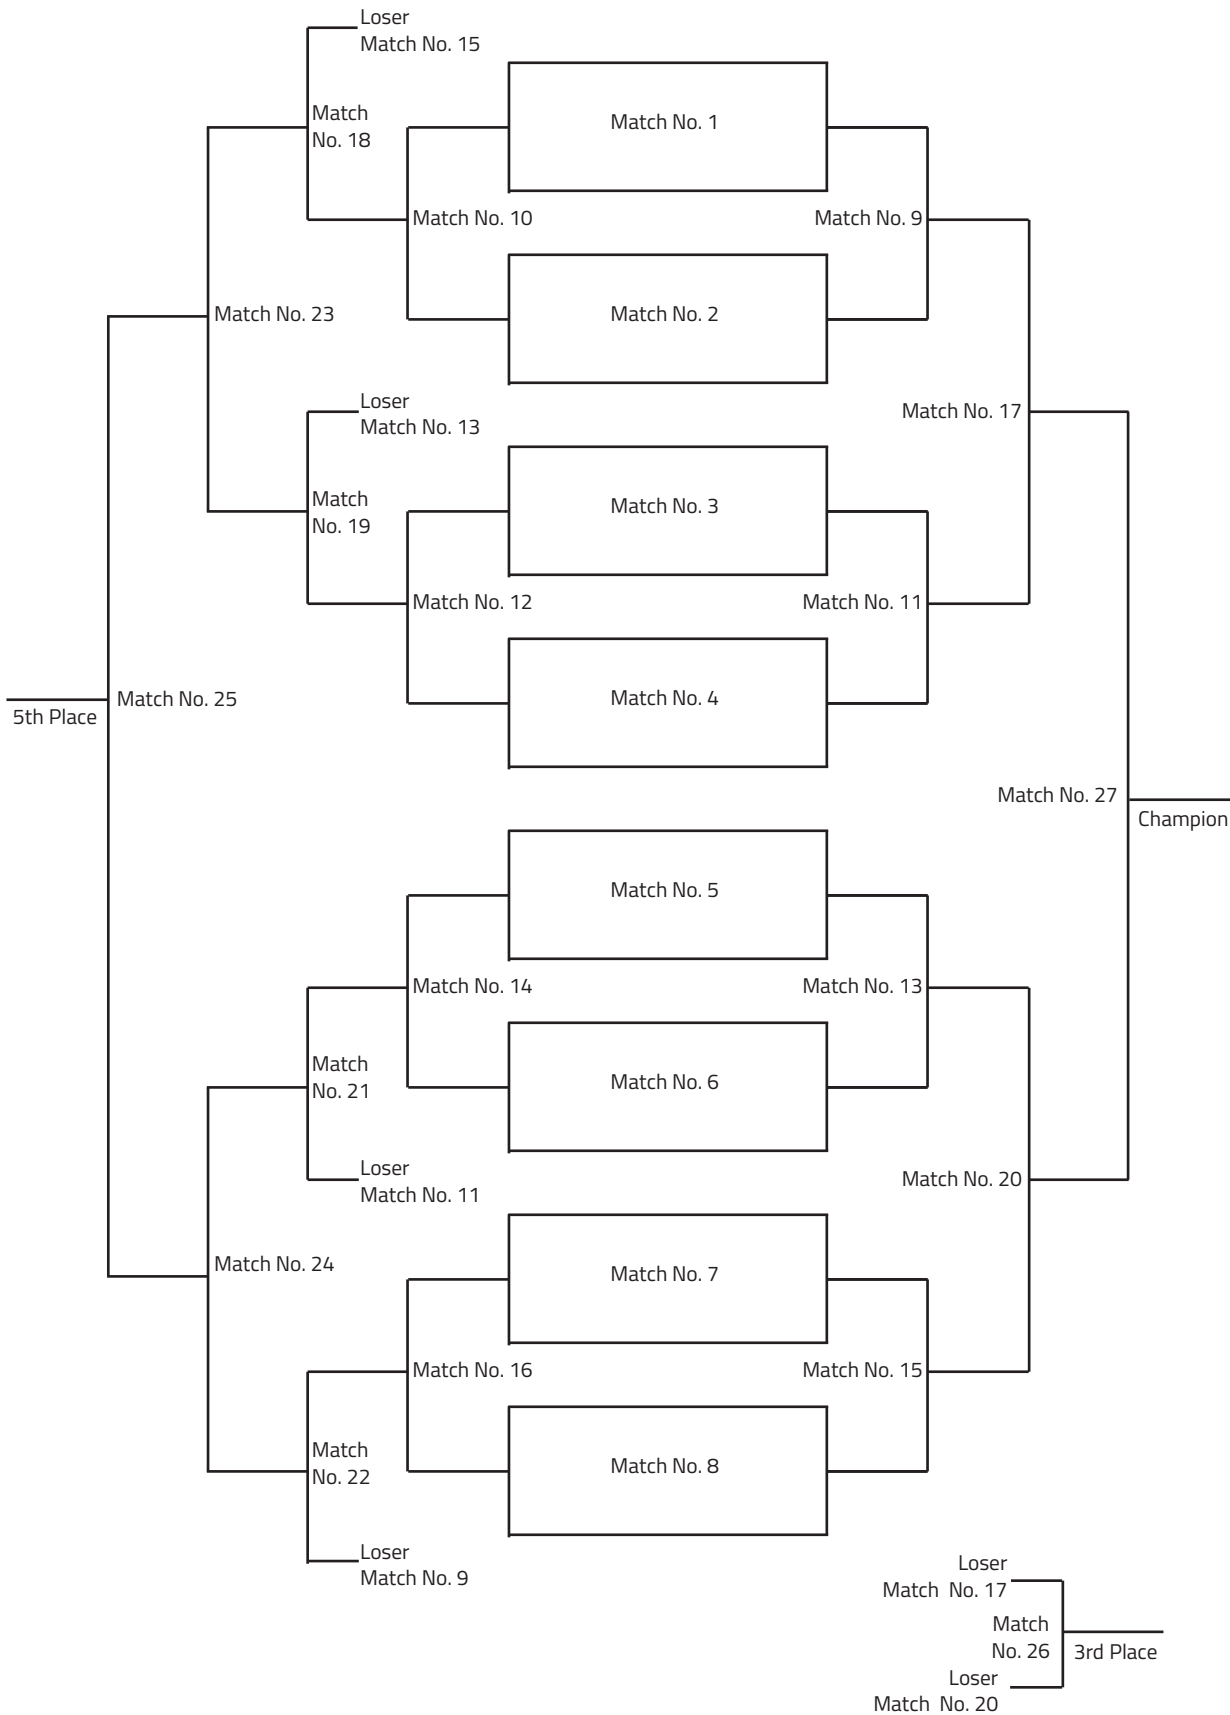 Loser
Match No. 15
Match No. 1
Match
No. 18
Match No. 10
Match No. 9
Match No. 2
Match No. 23
Loser
Match No. 13
Match No. 17
Match No. 3
Match
No. 19
Match No. 12
Match No. 11
Match No. 4
Match No. 25
5th Place
Match No. 27
Champion
Match No. 5
Match No. 14
Match No. 13
Match
No. 21
Match No. 6
Loser
Match No. 11
Match No. 20
Match No. 24
Match No. 7
Match No. 16
Match No. 15
Match
No. 22
Match No. 8
Loser
Match No. 9
Loser
Match No. 17
Match
No. 26
3rd Place
Loser
Match No. 20